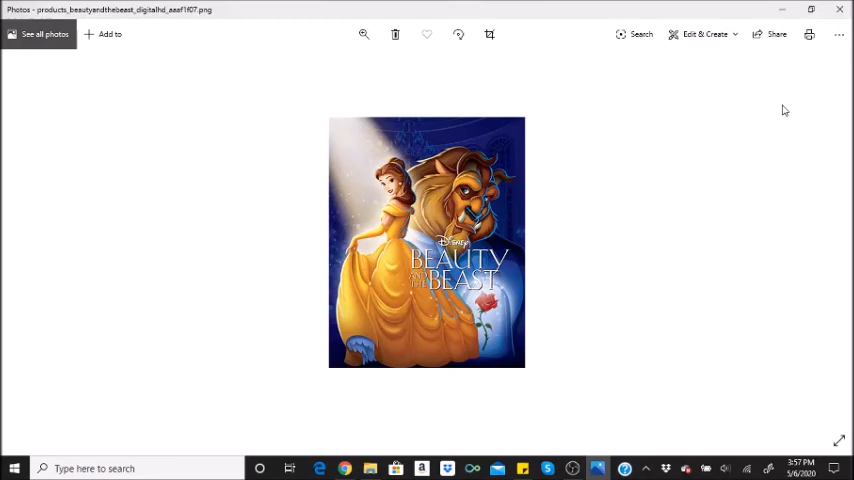 Photos - products_beautyandthebeast_digitalhd_aaaf1f07.png
See all photos
Add to
Search
Edit & Create
Share
Disney
BEAUTY
AND THE BEAST
Type here to search
3:57 PM
5/6/2020